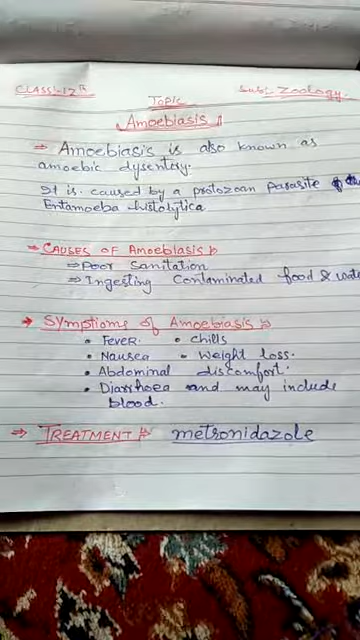 CLASS:-12th Sub:- Zoology.
Topic
Amoebiasis
⇒ Amoebiasis is also known as
amoebic dysentery.
It is caused by a protozoan parasite
Entamoeba histolytica
⇒ CAUSES OF Amoebiasis :-
⇒ Poor Sanitation
⇒ Ingesting Contaminated food & wate
⇒ Symptoms of Amoebiasis :-
• Fever. • chills
• Nausea • Weight loss.
• Abdominal discomfort.
• Diarrhoea and may include
blood.
⇒ TREATMENT :- metronidazole